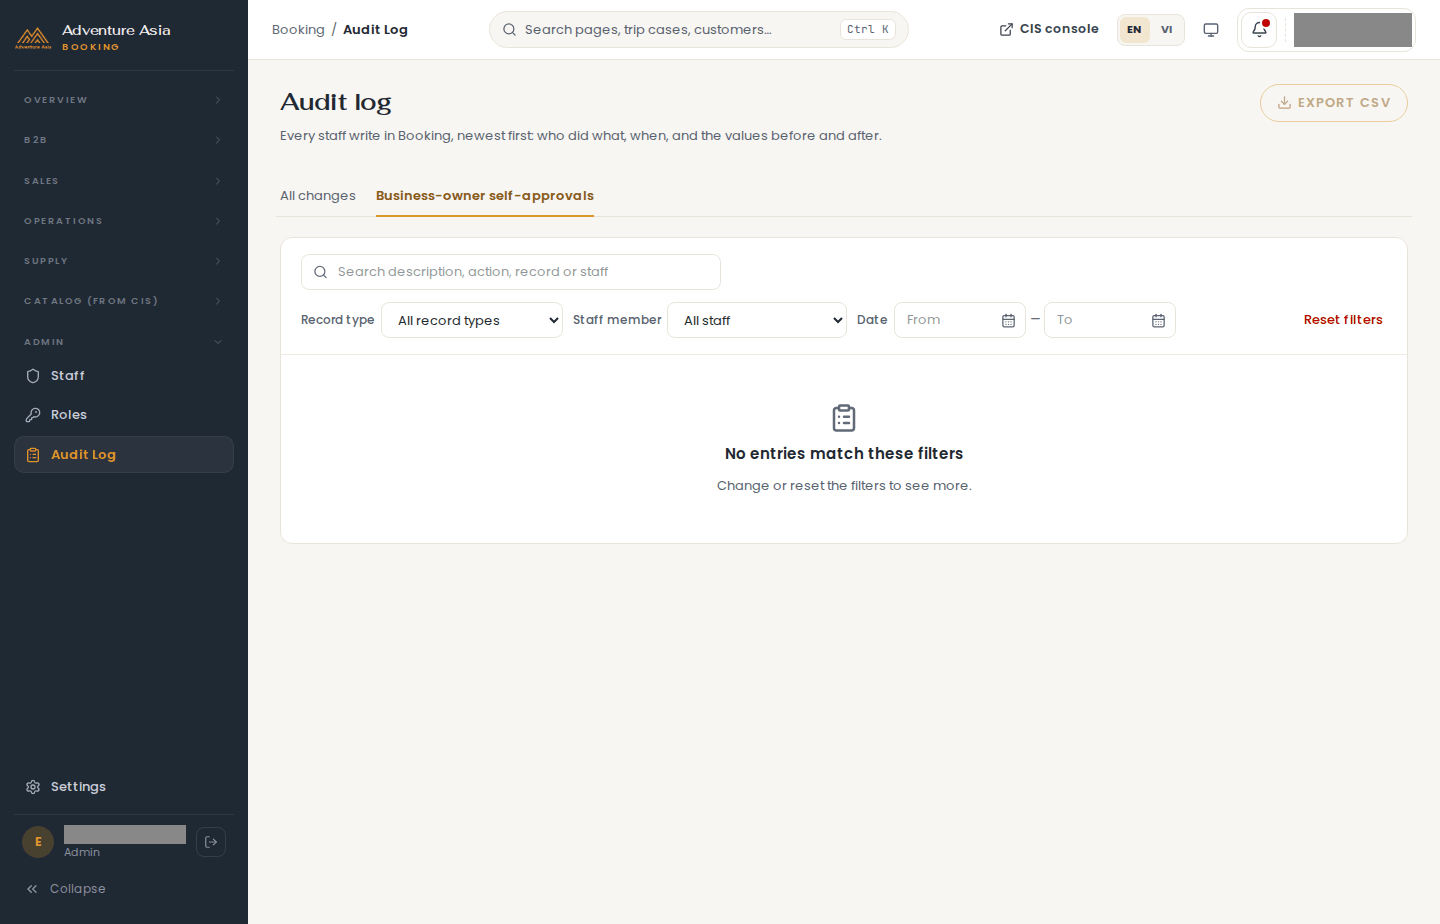 Adventure Asia
BOOKING
Adventure Asia
OVERVIEW
B2B
SALES
OPERATIONS
SUPPLY
CATALOG (FROM CIS)
ADMIN
Staff
Roles
Audit Log
Settings
E
Admin
Collapse
Booking / Audit Log
Search pages, trip cases, customers...
Ctrl K
CIS console
EN
VI
Audit log
EXPORT CSV
Every staff write in Booking, newest first: who did what, when, and the values before and after.
All changes
Business-owner self-approvals
Search description, action, record or staff
Record type
All record types
Staff member
All staff
Date
From
—
To
Reset filters
No entries match these filters
Change or reset the filters to see more.